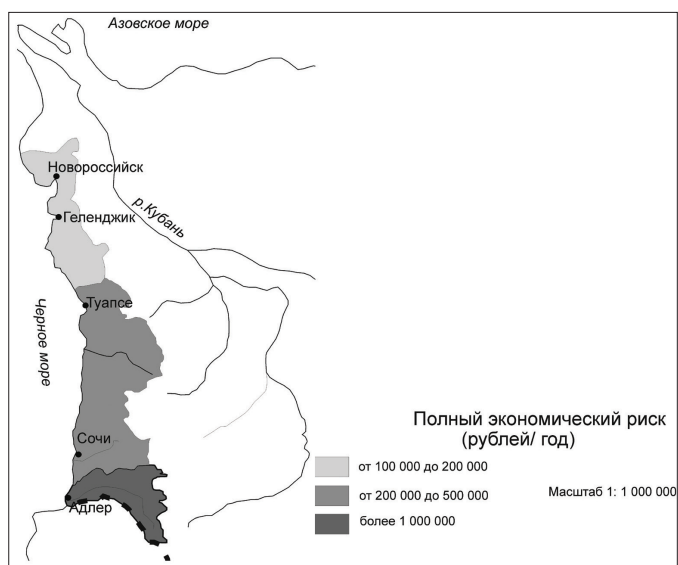 Азовское море
Новороссийск
Геленджик
р.Кубань
Туапсе
Черное море
Сочи
Адлер
Полный экономический риск
(рублей/ год)
от 100 000 до 200 000
от 200 000 до 500 000
более 1 000 000
Масштаб 1: 1 000 000